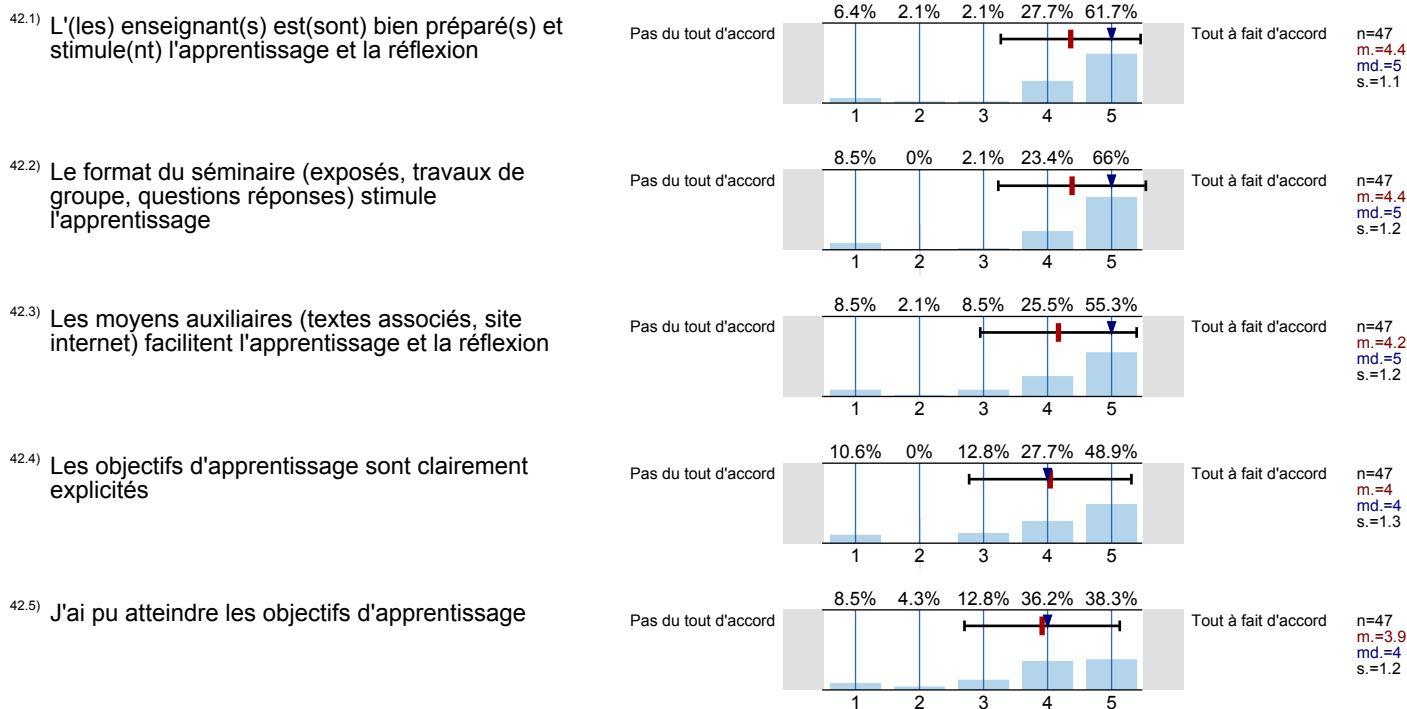 42.1) L'(les) enseignant(s) est(sont) bien préparé(s) et
stimule(nt) l'apprentissage et la réflexion
Pas du tout d'accord
6.4% 2.1% 2.1% 27.7% 61.7%
1 2 3 4 5
Tout à fait d'accord
n=47
m.=4.4
md.=5
s.=1.1
42.2) Le format du séminaire (exposés, travaux de
groupe, questions réponses) stimule
l'apprentissage
Pas du tout d'accord
8.5% 0% 2.1% 23.4% 66%
1 2 3 4 5
Tout à fait d'accord
n=47
m.=4.4
md.=5
s.=1.2
42.3) Les moyens auxiliaires (textes associés, site
internet) facilitent l'apprentissage et la réflexion
Pas du tout d'accord
8.5% 2.1% 8.5% 25.5% 55.3%
1 2 3 4 5
Tout à fait d'accord
n=47
m.=4.2
md.=5
s.=1.2
42.4) Les objectifs d'apprentissage sont clairement
explicités
Pas du tout d'accord
10.6% 0% 12.8% 27.7% 48.9%
1 2 3 4 5
Tout à fait d'accord
n=47
m.=4
md.=4
s.=1.3
42.5) J'ai pu atteindre les objectifs d'apprentissage
Pas du tout d'accord
8.5% 4.3% 12.8% 36.2% 38.3%
1 2 3 4 5
Tout à fait d'accord
n=47
m.=3.9
md.=4
s.=1.2